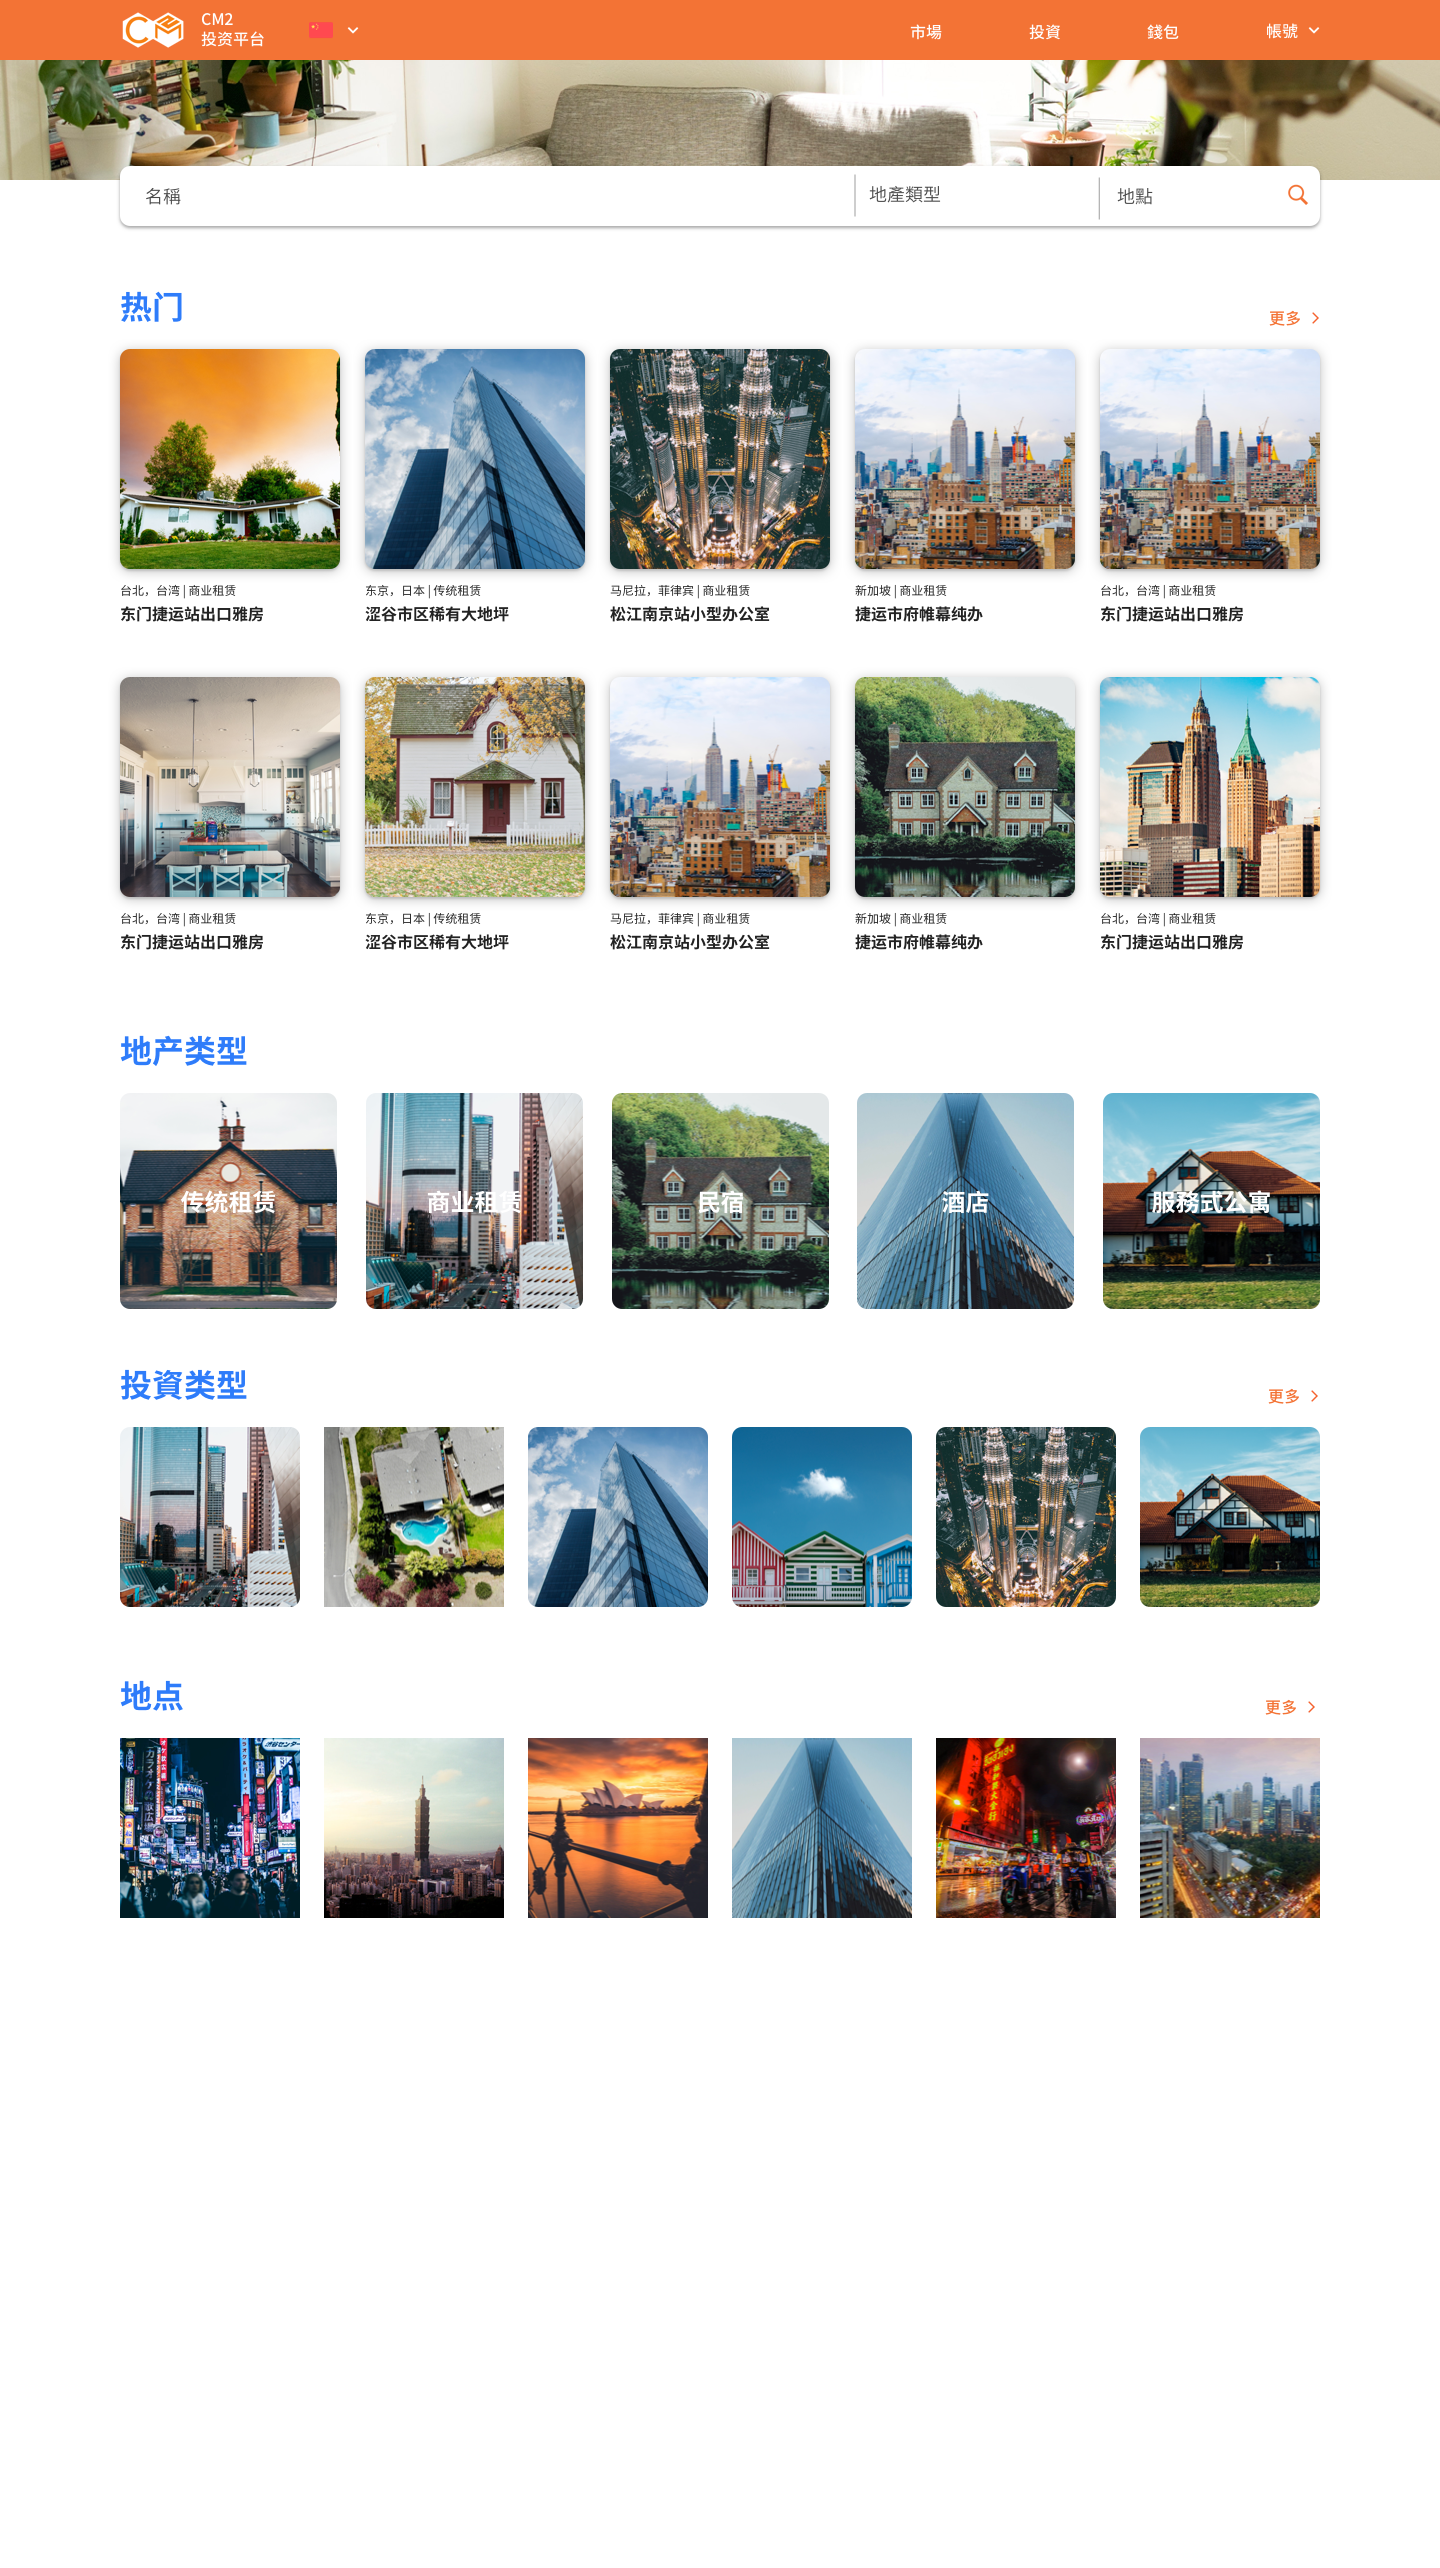 CM2
投资平台
市場
投資
錢包
帳號
名稱
地產類型
地點
热门
更多
台北，台湾 | 商业租赁
东门捷运站出口雅房
东京，日本 | 传统租赁
涩谷市区稀有大地坪
马尼拉，菲律宾 | 商业租赁
松江南京站小型办公室
新加坡 | 商业租赁
捷运市府帷幕纯办
台北，台湾 | 商业租赁
东门捷运站出口雅房
台北，台湾 | 商业租赁
东门捷运站出口雅房
东京，日本 | 传统租赁
涩谷市区稀有大地坪
马尼拉，菲律宾 | 商业租赁
松江南京站小型办公室
新加坡 | 商业租赁
捷运市府帷幕纯办
台北，台湾 | 商业租赁
东门捷运站出口雅房
地产类型
传统租赁
商业租赁
民宿
酒店
服務式公寓
投資类型
更多
地点
更多